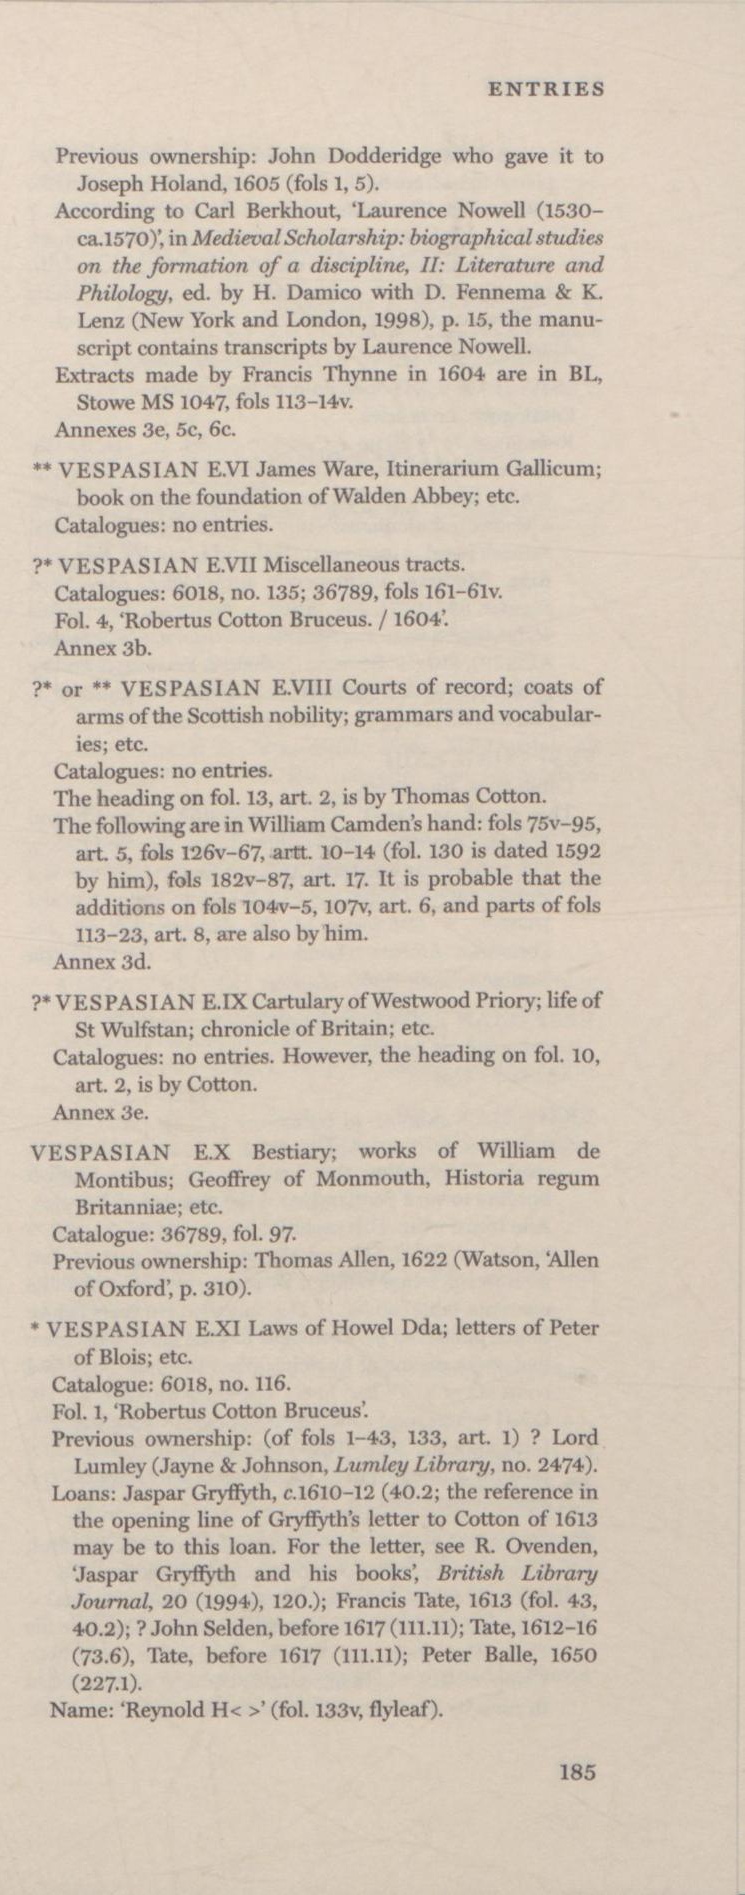 ENTRIES
Previous ownership: John Dodderidge who gave it to
Joseph Holand, 1605 (fols 1, 5).
According to Carl Berkhout, ‘Laurence Nowell (1530–
ca.1570)’, in Medieval Scholarship: biographical studies
on the formation of a discipline, II: Literature and
Philology, ed. by H. Damico with D. Fennema & K.
Lenz (New York and London, 1998), p. 15, the manu-
script contains transcripts by Laurence Nowell.
Extracts made by Francis Thynne in 1604 are in BL,
Stowe MS 1047, fols 113–14v.
Annexes 3e, 5c, 6c.
** VESPASIAN E.VI James Ware, Itinerarium Gallicum;
book on the foundation of Walden Abbey; etc.
Catalogues: no entries.
?* VESPASIAN E.VII Miscellaneous tracts.
Catalogues: 6018, no. 135; 36789, fols 161–61v.
Fol. 4, ‘Robertus Cotton Bruceus. / 1604’.
Annex 3b.
?* or ** VESPASIAN E.VIII Courts of record; coats of
arms of the Scottish nobility; grammars and vocabular-
ies; etc.
Catalogues: no entries.
The heading on fol. 13, art. 2, is by Thomas Cotton.
The following are in William Camden’s hand: fols 75v–95,
art. 5, fols 126v–67, artt. 10–14 (fol. 130 is dated 1592
by him), fols 182v–87, art. 17. It is probable that the
additions on fols 104v–5, 107v, art. 6, and parts of fols
113–23, art. 8, are also by him.
Annex 3d.
?* VESPASIAN E.IX Cartulary of Westwood Priory; life of
St Wulfstan; chronicle of Britain; etc.
Catalogues: no entries. However, the heading on fol. 10,
art. 2, is by Cotton.
Annex 3e.
VESPASIAN E.X Bestiary; works of William de
Montibus; Geoffrey of Monmouth, Historia regum
Britanniae; etc.
Catalogue: 36789, fol. 97.
Previous ownership: Thomas Allen, 1622 (Watson, ‘Allen
of Oxford’, p. 310).
* VESPASIAN E.XI Laws of Howel Dda; letters of Peter
of Blois; etc.
Catalogue: 6018, no. 116.
Fol. 1, ‘Robertus Cotton Bruceus’.
Previous ownership: (of fols 1–43, 133, art. 1) ? Lord
Lumley (Jayne & Johnson, Lumley Library, no. 2474).
Loans: Jaspar Gryffyth, c.1610–12 (40.2; the reference in
the opening line of Gryffyth’s letter to Cotton of 1613
may be to this loan. For the letter, see R. Ovenden,
‘Jaspar Gryffyth and his books’, British Library
Journal, 20 (1994), 120.); Francis Tate, 1613 (fol. 43,
40.2); ? John Selden, before 1617 (111.11); Tate, 1612–16
(73.6), Tate, before 1617 (111.11); Peter Balle, 1650
(227.1).
Name: ‘Reynold H< >’ (fol. 133v, flyleaf).
185